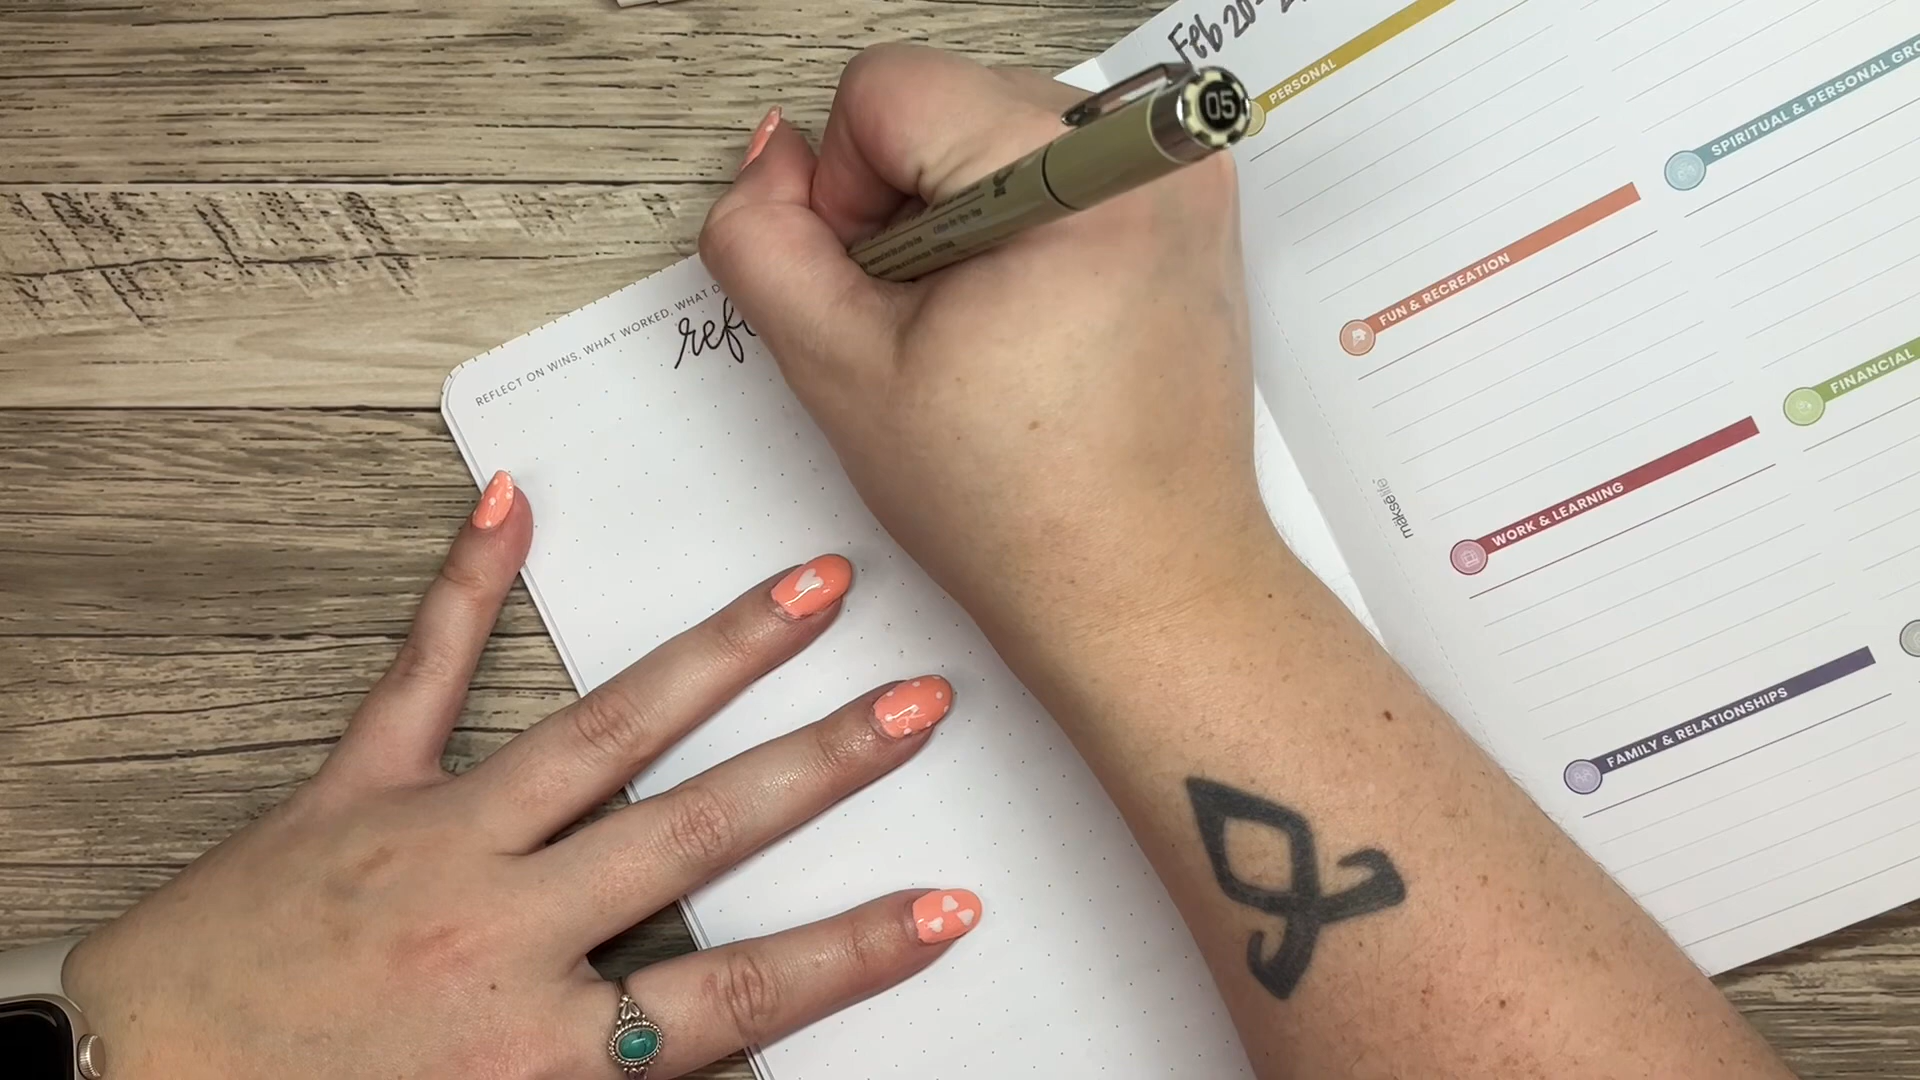 Feb 20-
05
PERSONAL
SPIRITUAL & PERSONAL GRO
REFLECT ON WINS, WHAT WORKED, WHAT D
refl
FUN & RECREATION
FINANCIAL
mäksēlife
WORK & LEARNING
FAMILY & RELATIONSHIPS